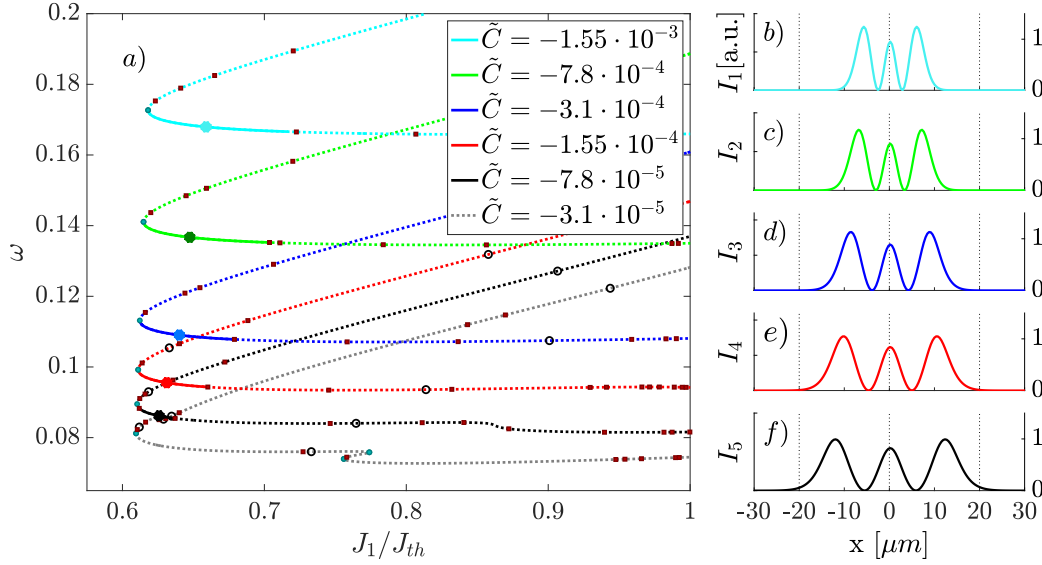 a)
0.2
0.18
0.16
0.14
0.12
0.1
0.08
ω
0.6 0.7 0.8 0.9 1
J₁/J_{th}
C̃ = −1.55 · 10⁻³
C̃ = −7.8 · 10⁻⁴
C̃ = −3.1 · 10⁻⁴
C̃ = −1.55 · 10⁻⁴
C̃ = −7.8 · 10⁻⁵
C̃ = −3.1 · 10⁻⁵
b)
I₁[a.u.]
1
0
c)
I₂
1
0
d)
I₃
1
0
e)
I₄
1
0
f)
I₅
1
0
-30 -20 -10 0 10 20 30
x [μm]